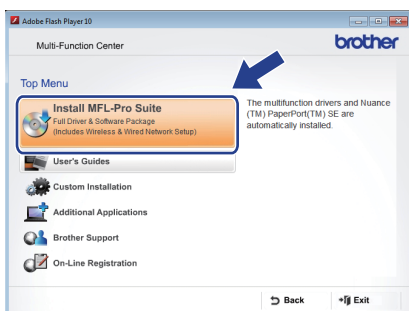 Adobe Flash Player 10
Multi-Function Center
brother
Top Menu
Install MFL-Pro Suite
Full Driver & Software Package
(Includes Wireless & Wired Network Setup)
The multifunction drivers and Nuance
(TM) PaperPort(TM) SE are
automatically installed.
User's Guides
Custom Installation
Additional Applications
Brother Support
On-Line Registration
Back
Exit